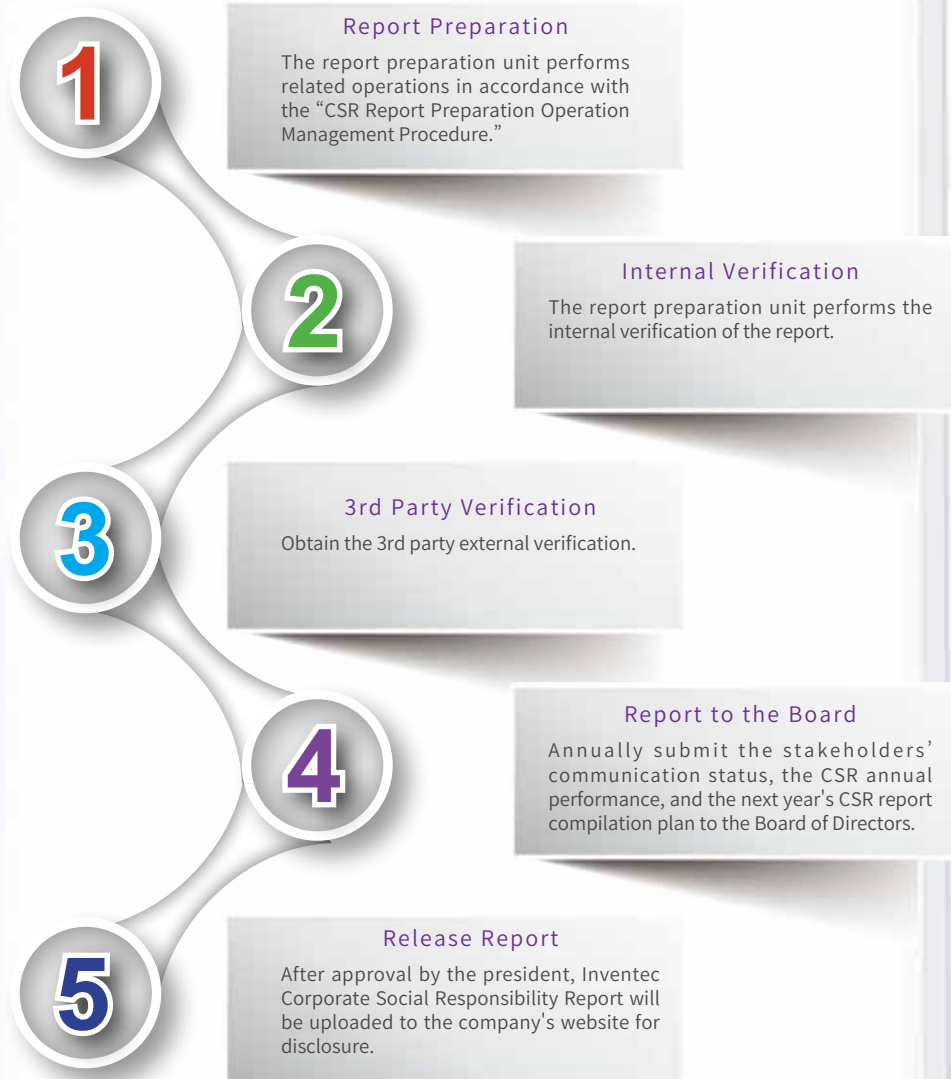 1
Report Preparation
The report preparation unit performs
related operations in accordance with
the “CSR Report Preparation Operation
Management Procedure.”
2
Internal Verification
The report preparation unit performs the
internal verification of the report.
3
3rd Party Verification
Obtain the 3rd party external verification.
4
Report to the Board
Annually submit the stakeholders’
communication status, the CSR annual
performance, and the next year's CSR report
compilation plan to the Board of Directors.
5
Release Report
After approval by the president, Inventec
Corporate Social Responsibility Report will
be uploaded to the company's website for
disclosure.